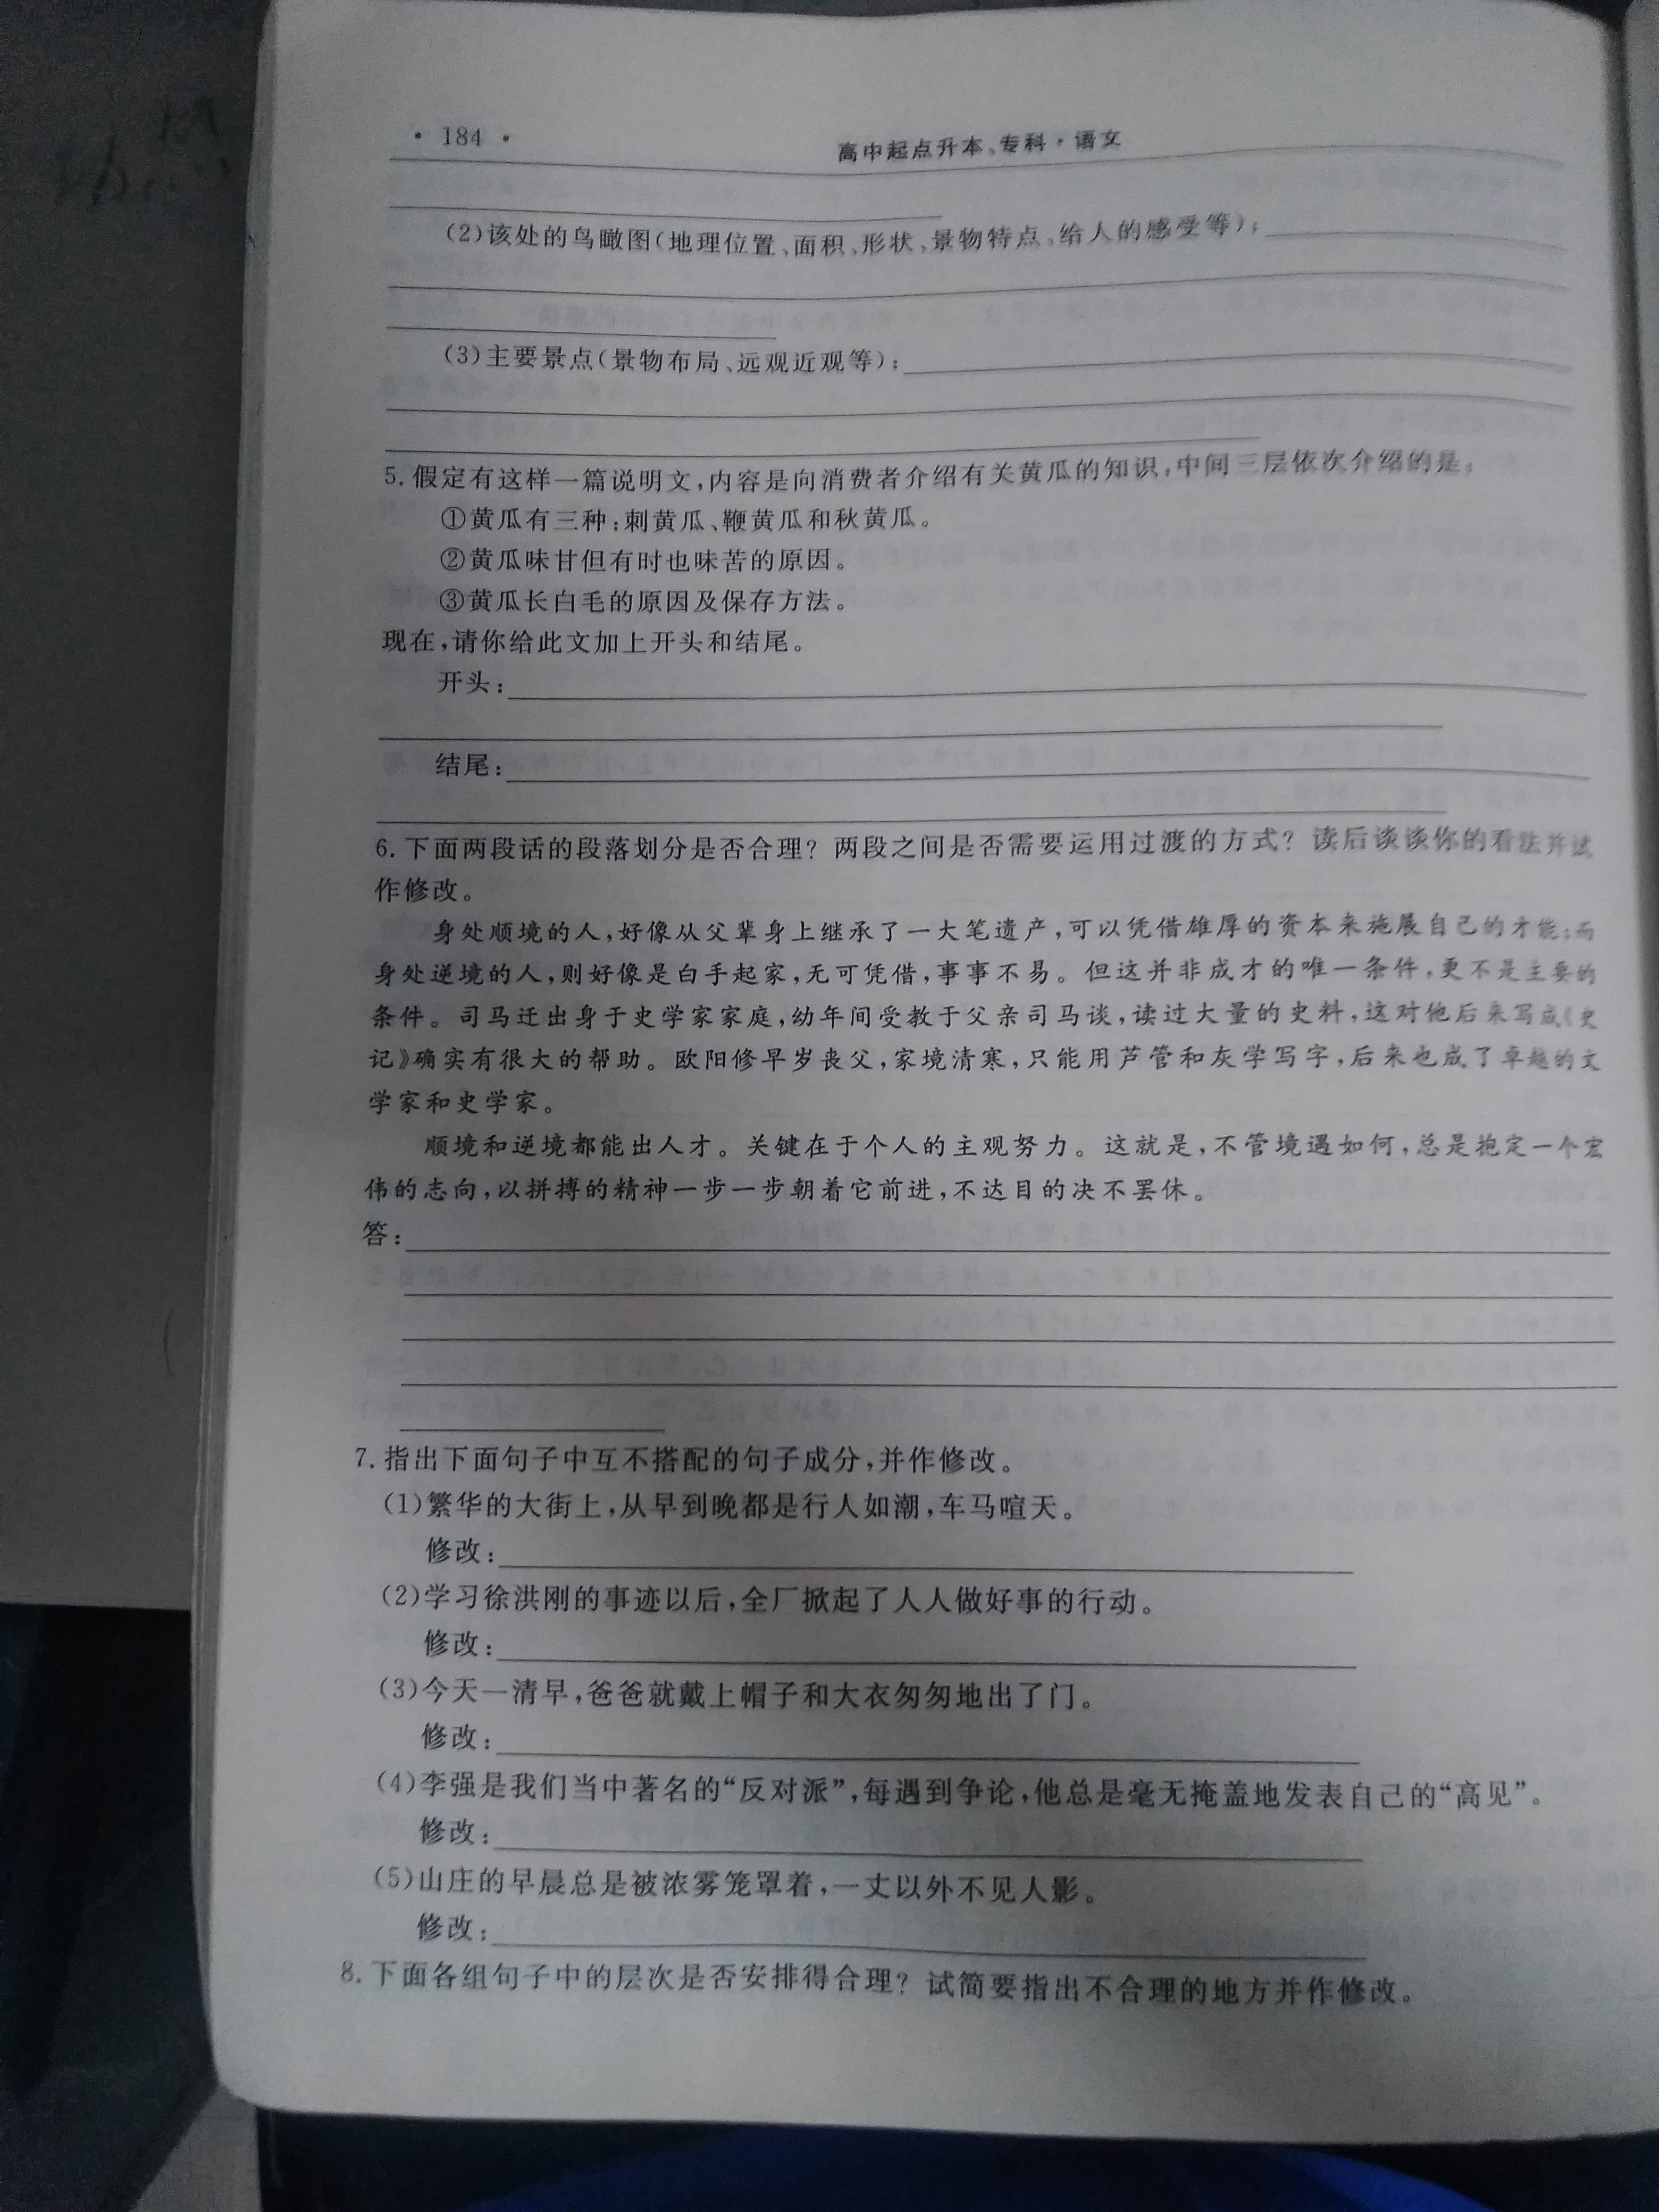 · 184 ·
高中起点升本、专科·语文
(2)该处的鸟瞰图(地理位置、面积、形状、景物特点、给人的感受等):
(3)主要景点(景物布局、远观近观等):
5.假定有这样一篇说明文,内容是向消费者介绍有关黄瓜的知识,中间三层依次介绍的是:
①黄瓜有三种:刺黄瓜、鞭黄瓜和秋黄瓜。
②黄瓜味甘但有时也味苦的原因。
③黄瓜长白毛的原因及保存方法。
现在,请你给此文加上开头和结尾。
开头:
结尾:
6.下面两段话的段落划分是否合理?两段之间是否需要运用过渡的方式?读后谈谈你的看法并试
作修改。
身处顺境的人,好像从父辈身上继承了一大笔遗产,可以凭借雄厚的资本来施展自己的才能;而
身处逆境的人,则好像是白手起家,无可凭借,事事不易。但这并非成才的唯一条件,更不是主要的
条件。司马迁出身于史学家家庭,幼年间受教于父亲司马谈,读过大量的史料,这对他后来写成《史
记》确实有很大的帮助。欧阳修早岁丧父,家境清寒,只能用芦管和灰学写字,后来也成了卓越的文
学家和史学家。
顺境和逆境都能出人才。关键在于个人的主观努力。这就是,不管境遇如何,总是抱定一个宏
伟的志向,以拼搏的精神一步一步朝着它前进,不达目的决不罢休。
答:
7.指出下面句子中互不搭配的句子成分,并作修改。
(1)繁华的大街上,从早到晚都是行人如潮,车马喧天。
修改:
(2)学习徐洪刚的事迹以后,全厂掀起了人人做好事的行动。
修改:
(3)今天一清早,爸爸就戴上帽子和大衣匆匆地出了门。
修改:
(4)李强是我们当中著名的“反对派”,每遇到争论,他总是毫无掩盖地发表自己的“高见”。
修改:
(5)山庄的早晨总是被浓雾笼罩着,一丈以外不见人影。
修改:
8.下面各组句子中的层次是否安排得合理?试简要指出不合理的地方并作修改。